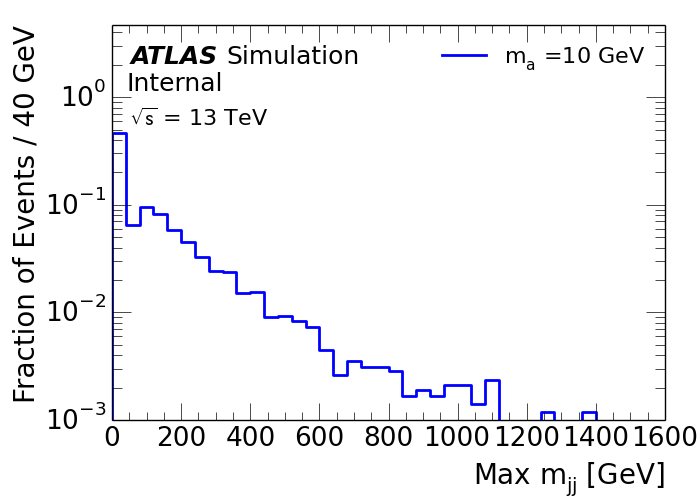 ATLAS Simulation
Internal
√s = 13 TeV
m_a =10 GeV
Fraction of Events / 40 GeV
10^0
10^−1
10^−2
10^−3
0 200 400 600 800 1000 1200 1400 1600
Max m_jj [GeV]